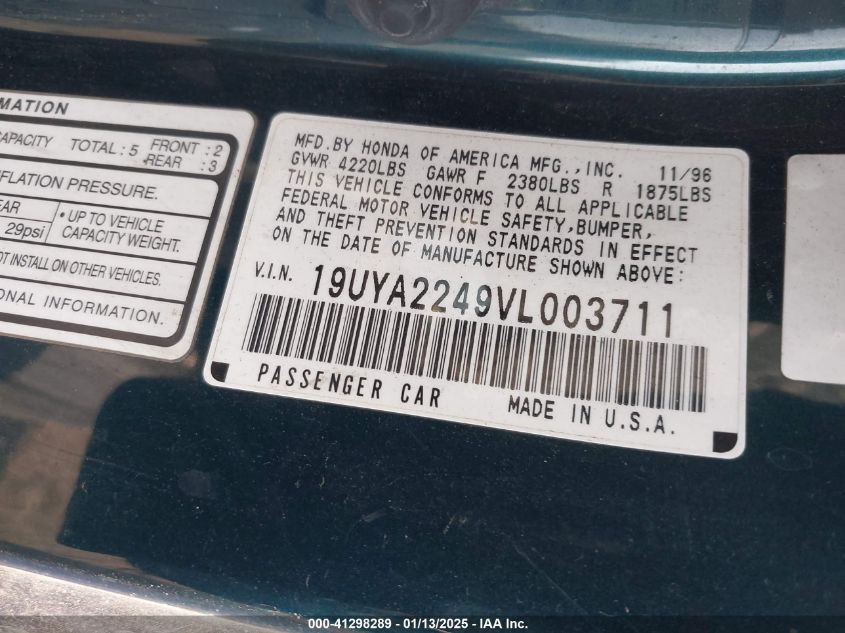 MATION
CAPACITY TOTAL: 5 FRONT: 2
REAR : 3
INFLATION PRESSURE.
REAR
29psi
• UP TO VEHICLE
CAPACITY WEIGHT.
NOT INSTALL ON OTHER VEHICLES.
ONAL INFORMATION.
MFD. BY HONDA OF AMERICA MFG., INC. 11/96
GVWR 4220LBS GAWR F 2380LBS R 1875LBS
THIS VEHICLE CONFORMS TO ALL APPLICABLE
FEDERAL MOTOR VEHICLE SAFETY, BUMPER,
AND THEFT PREVENTION STANDARDS IN EFFECT
ON THE DATE OF MANUFACTURE SHOWN ABOVE:
V.I.N. 19UYA2249VL003711
PASSENGER CAR MADE IN U.S.A.
000-41298289 - 01/13/2025 - IAA Inc.